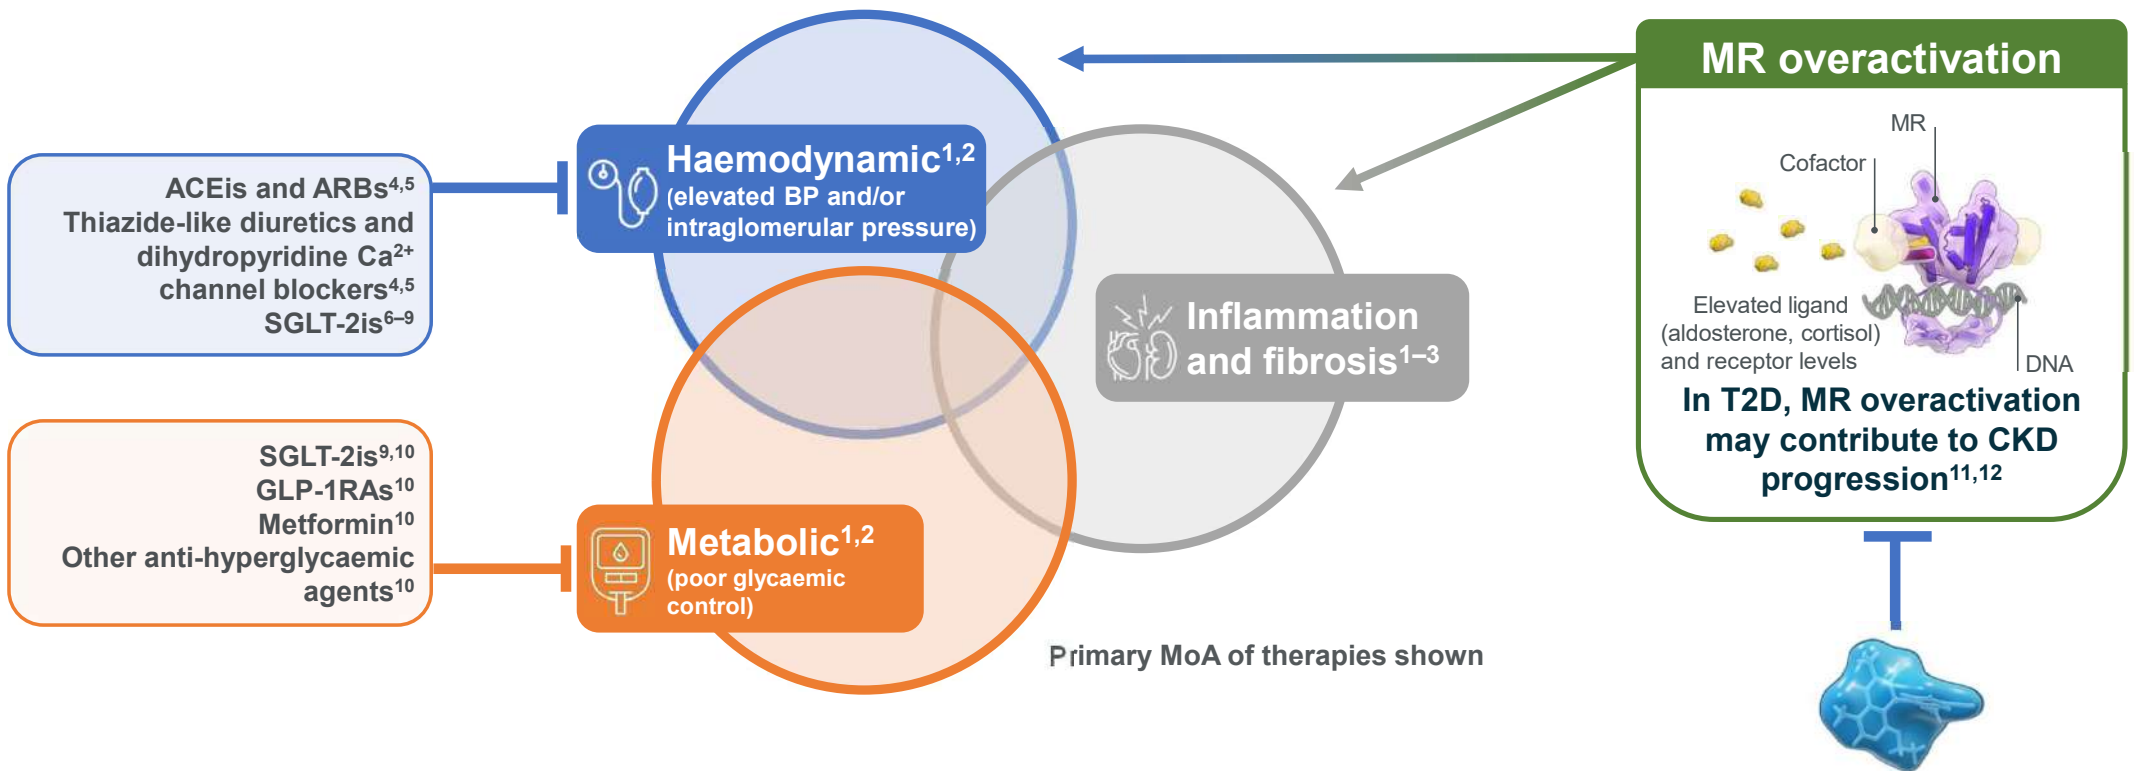 ACEis and ARBs4,5
Thiazide-like diuretics and
dihydropyridine Ca2+
channel blockers4,5
SGLT-2is6–9
Haemodynamic1,2
(elevated BP and/or
intraglomerular pressure)
SGLT-2is9,10
GLP-1RAs10
Metformin10
Other anti-hyperglycaemic
agents10
Metabolic1,2
(poor glycaemic
control)
Inflammation
and fibrosis1–3
Primary MoA of therapies shown
MR overactivation
MR
Cofactor
Elevated ligand
(aldosterone, cortisol)
and receptor levels
DNA
In T2D, MR overactivation
may contribute to CKD
progression11,12